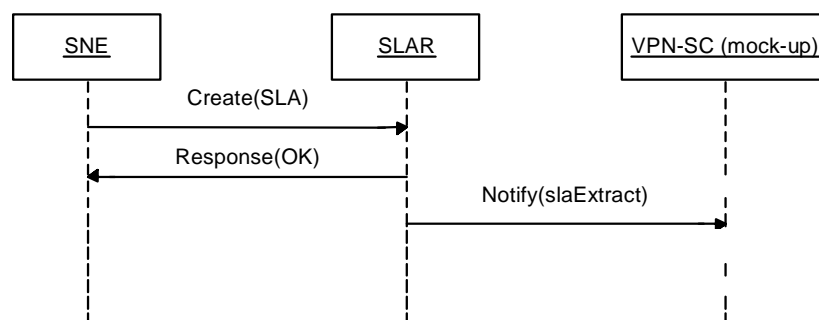 SNE
SLAR
VPN-SC (mock-up)
Create(SLA)
Response(OK)
Notify(slaExtract)